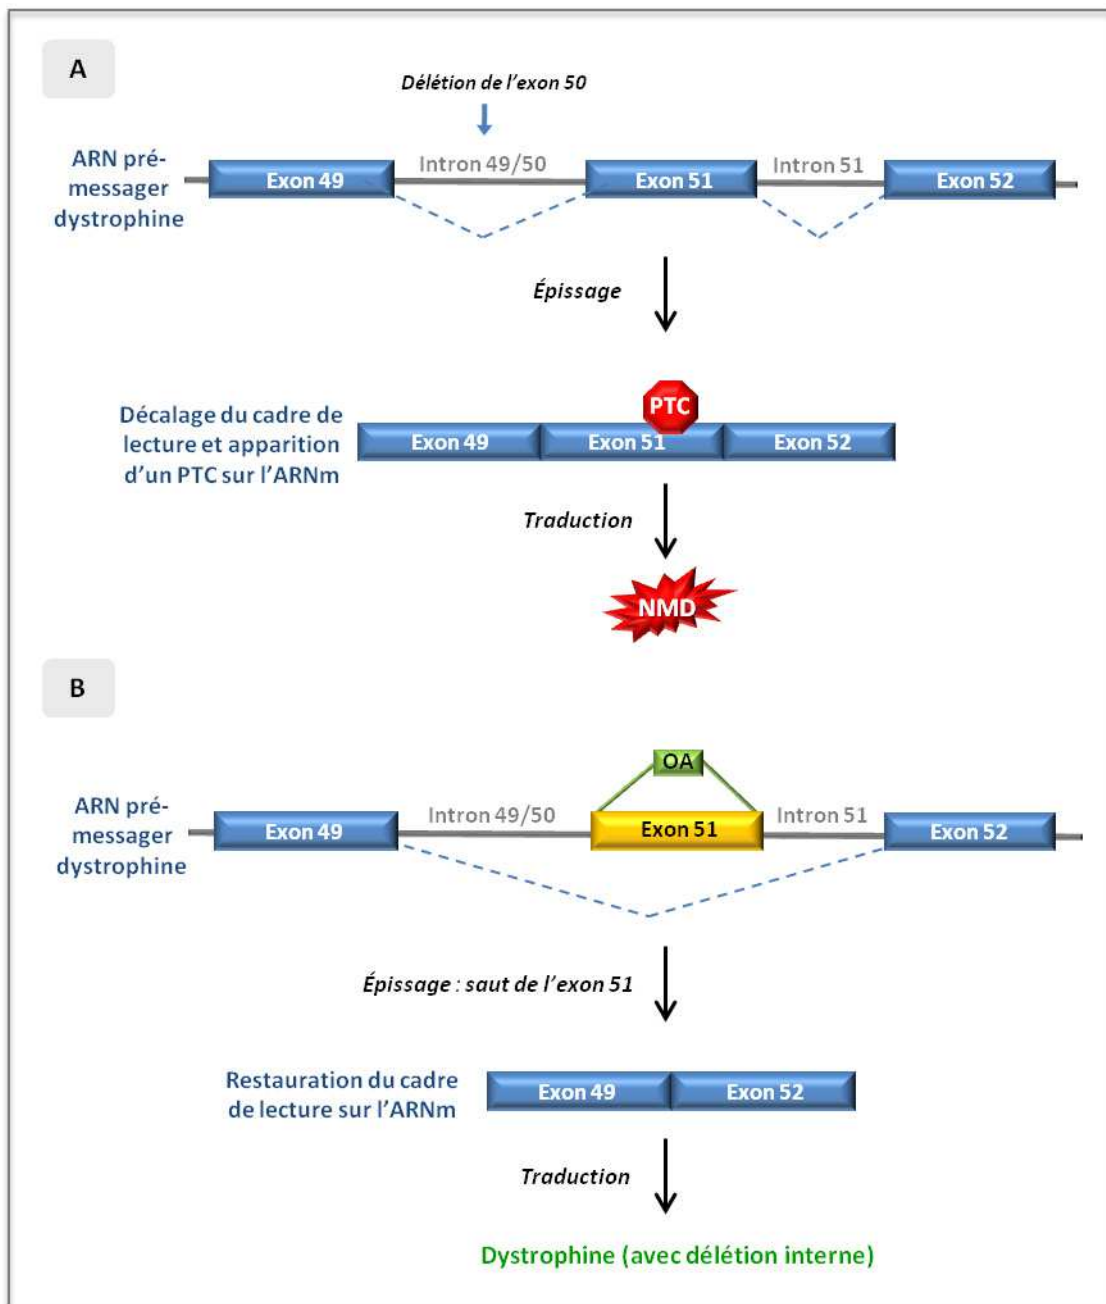 A
Délétion de l'exon 50
ARN pré-
messager
dystrophine
Exon 49
Intron 49/50
Exon 51
Intron 51
Exon 52
Épissage
Décalage du cadre de
lecture et apparition
d'un PTC sur l'ARNm
PTC
Exon 49
Exon 51
Exon 52
Traduction
NMD
B
OA
ARN pré-
messager
dystrophine
Exon 49
Intron 49/50
Exon 51
Intron 51
Exon 52
Épissage : saut de l'exon 51
Restauration du cadre
de lecture sur l'ARNm
Exon 49
Exon 52
Traduction
Dystrophine (avec délétion interne)